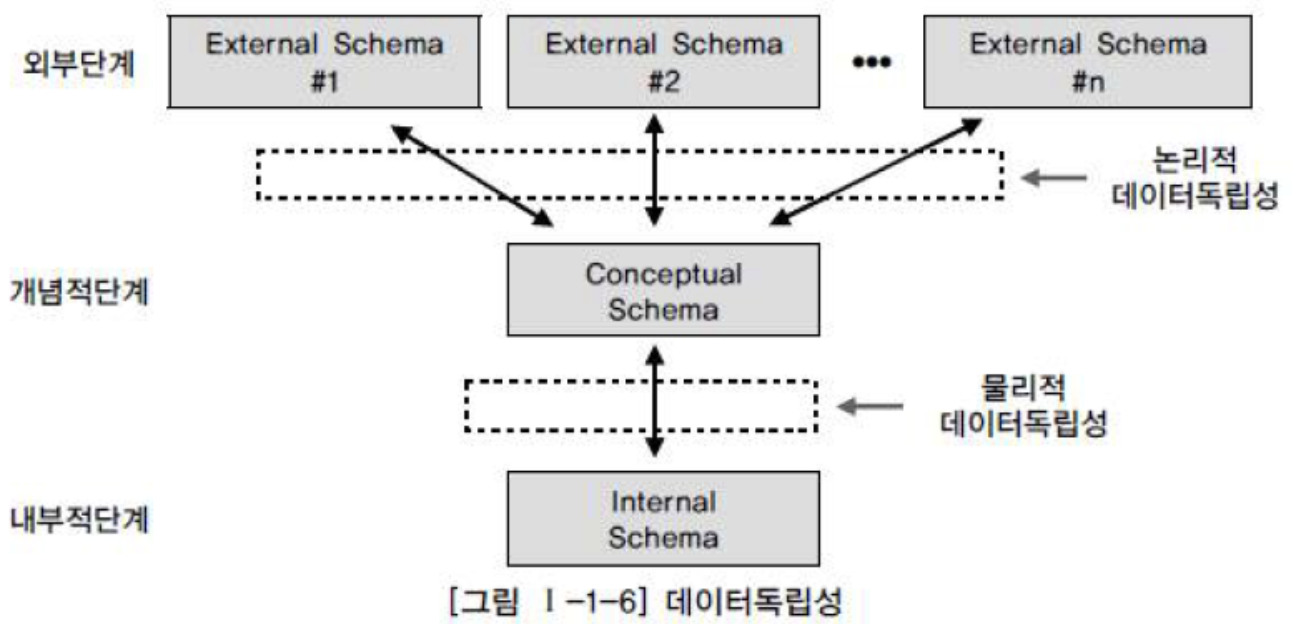 외부단계
External Schema
#1
External Schema
#2
•••
External Schema
#n
논리적
데이터독립성
개념적단계
Conceptual
Schema
물리적
데이터독립성
내부적단계
Internal
Schema
[그림 Ⅰ-1-6] 데이터독립성